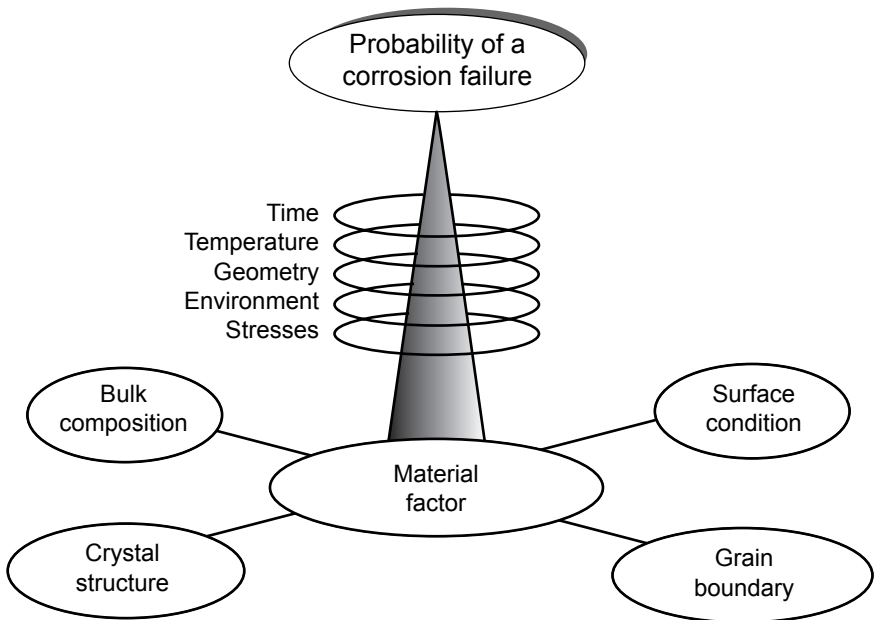 Probability of a
corrosion failure
Time
Temperature
Geometry
Environment
Stresses
Bulk
composition
Surface
condition
Material
factor
Crystal
structure
Grain
boundary